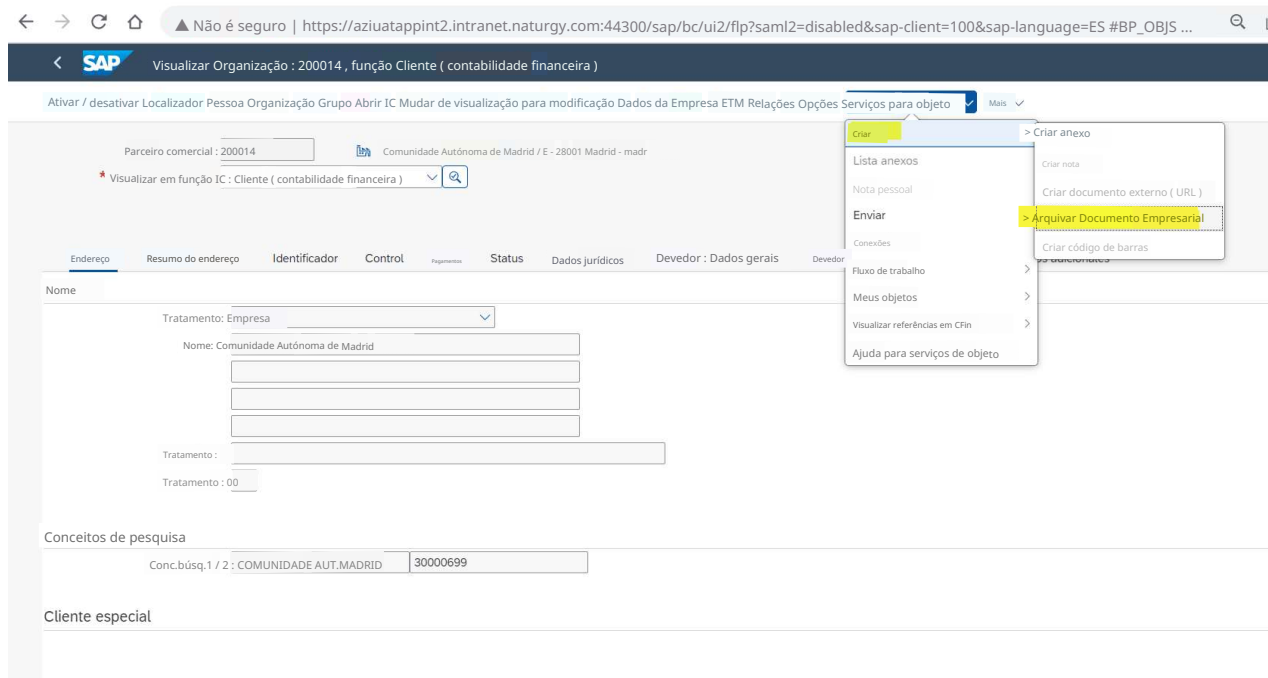 Não é seguro | https://aziuatappint2.intranet.naturgy.com:44300/sap/bc/ui2/flp?saml2=disabled&sap-client=100&sap-language=ES #BP_OBJS ...
SAP Visualizar Organização : 200014 , função Cliente ( contabilidade financeira )
Ativar / desativar Localizador Pessoa Organização Grupo Abrir IC Mudar de visualização para modificação Dados da Empresa ETM Relações Opções Serviços para objeto Mais
Criar
> Criar anexo
Parceiro comercial : 200014
Comunidade Autónoma de Madrid / E - 28001 Madrid - madr
Lista anexos
Criar nota
* Visualizar em função IC : Cliente ( contabilidade financeira )
Nota pessoal
Criar documento externo ( URL )
Enviar
> Arquivar Documento Empresarial
Conexões
Criar código de barras
Endereço Resumo do endereço Identificador Control Pagamentos Status Dados jurídicos Devedor : Dados gerais Devedor adicionales
Fluxo de trabalho
Nome
Meus objetos
Tratamento: Empresa
Visualizar referências em CFin
Nome: Comunidade Autónoma de Madrid
Ajuda para serviços de objeto
Tratamento :
Tratamento : 00
Conceitos de pesquisa
Conc.búsq.1 / 2 : COMUNIDADE AUT.MADRID 30000699
Cliente especial